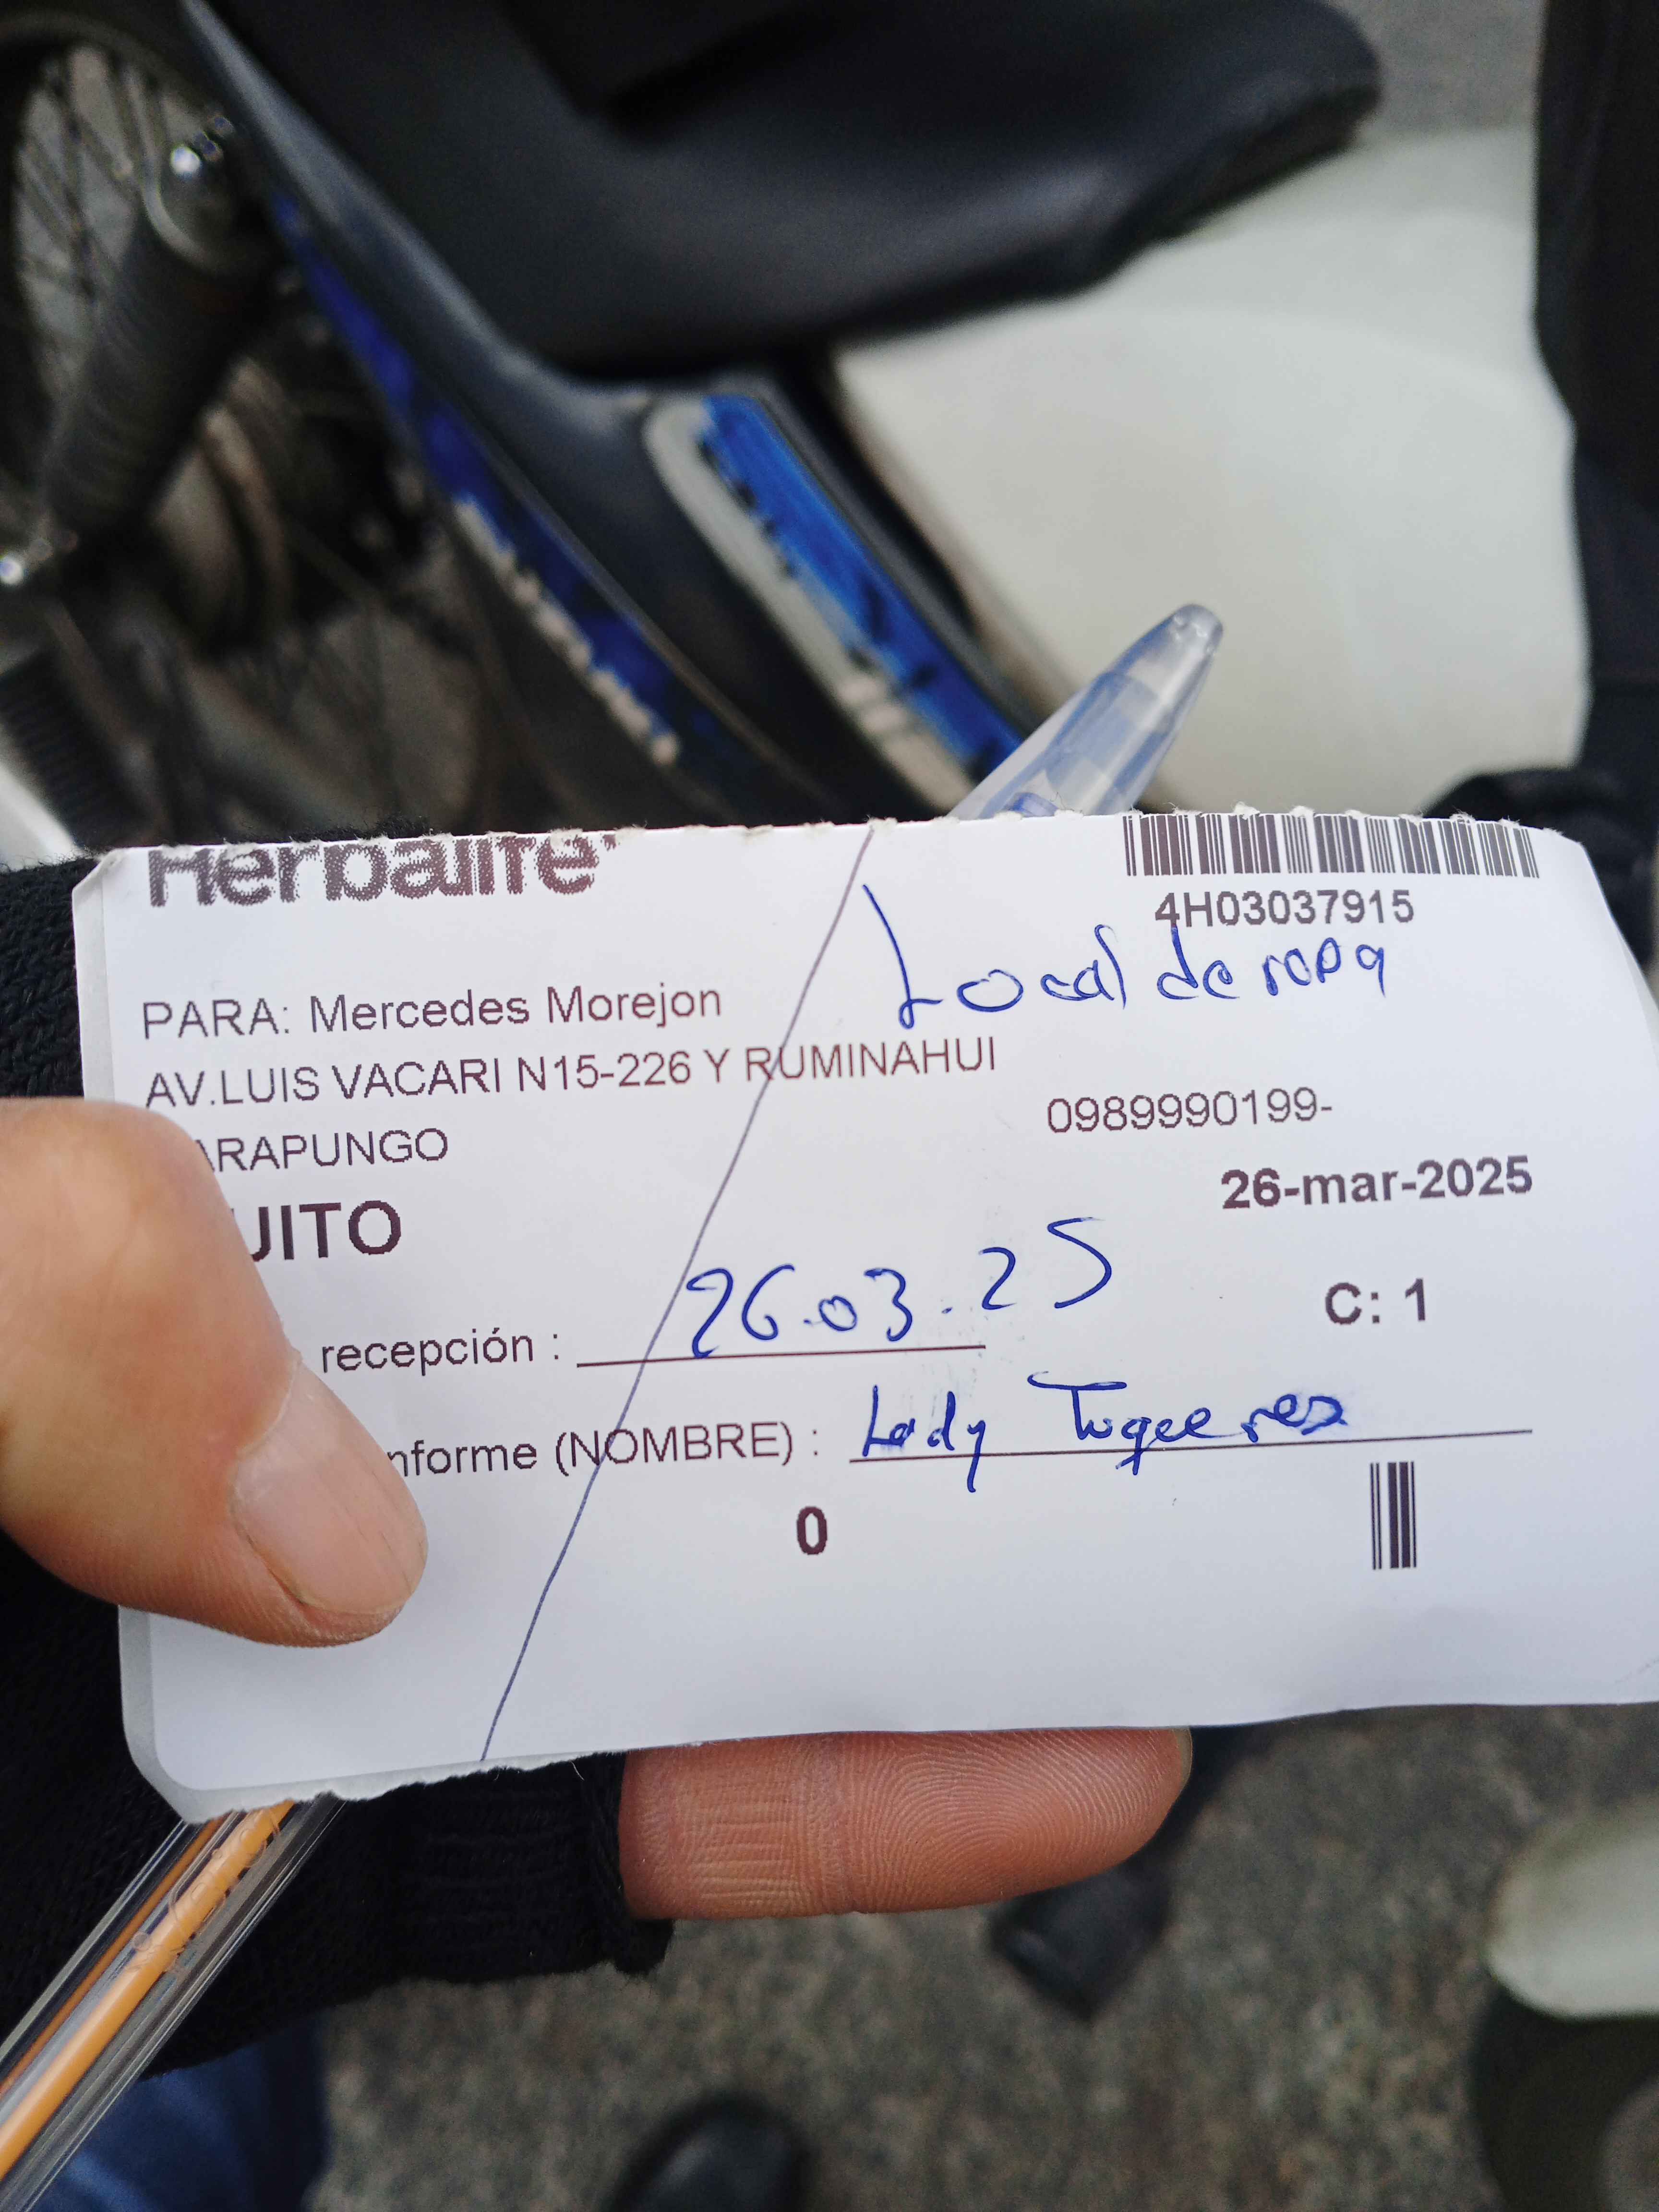 Herbalife
4H03037915
Local de ropa
PARA: Mercedes Morejon
AV.LUIS VACARI N15-226 Y RUMINAHUI
0989990199-
ARAPUNGO
26-mar-2025
UITO
C: 1
recepción : 26.03.25
nforme (NOMBRE) : Lady
0